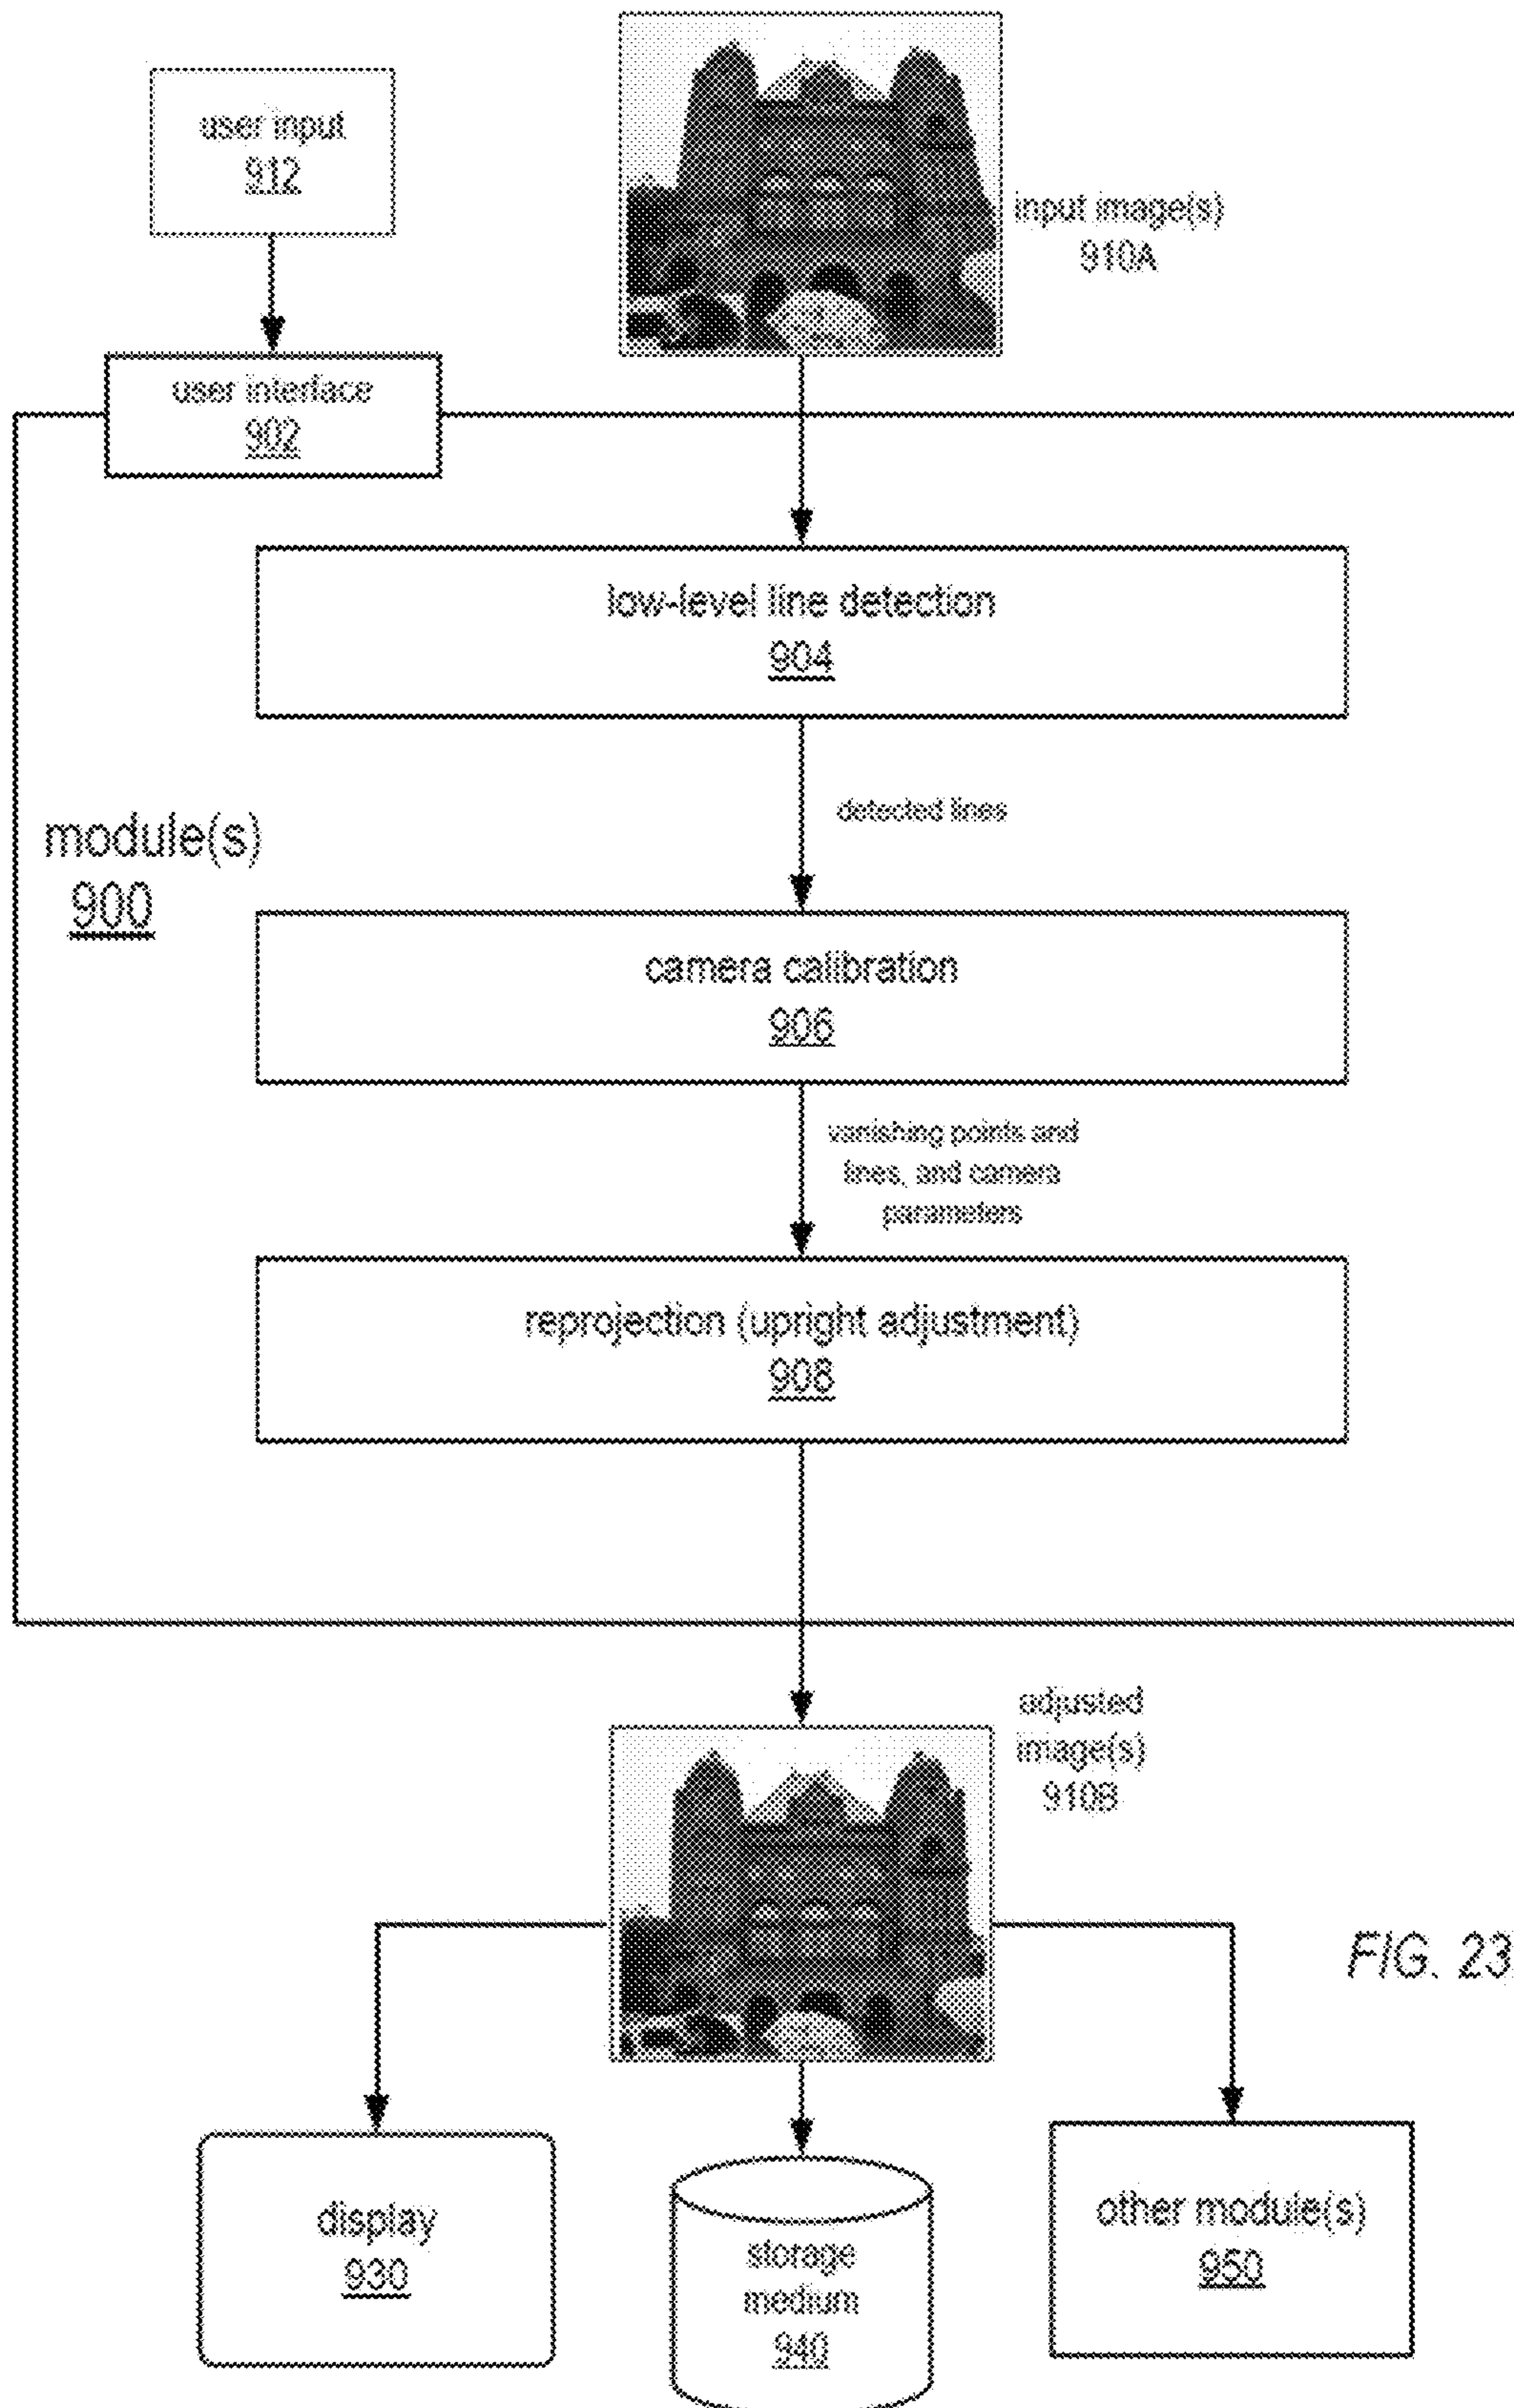 user input
912
input image(s)
910A
user interface
902
low-level line detection
904
detected lines
module(s)
900
camera calibration
906
vanishing points and
lines, and camera
parameters
reprojection (upright adjustment)
908
adjusted
image(s)
910B
FIG. 23
display
930
storage
medium
940
other module(s)
950